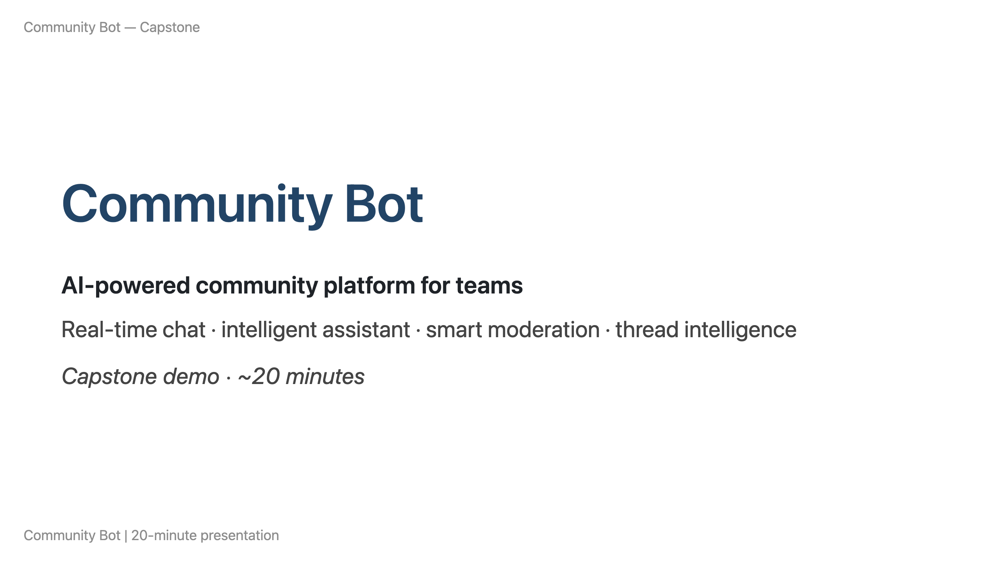 Community Bot — Capstone
Community Bot
AI-powered community platform for teams
Real-time chat · intelligent assistant · smart moderation · thread intelligence
Capstone demo · ~20 minutes
Community Bot | 20-minute presentation